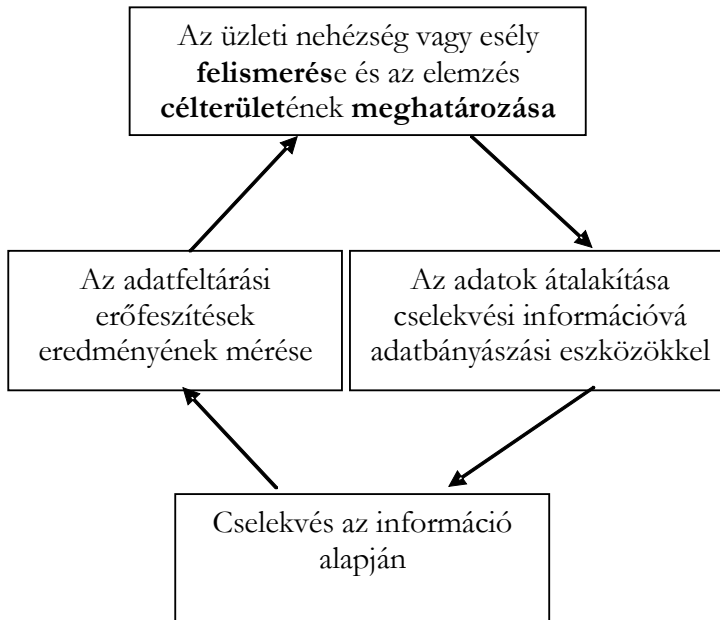 Az üzleti nehézség vagy esély
felismerése és az elemzés
célterületének meghatározása
Az adatfeltárási
erőfeszítések
eredményének mérése
Az adatok átalakítása
cselekvési információvá
adatbányászási eszközökkel
Cselekvés az információ
alapján